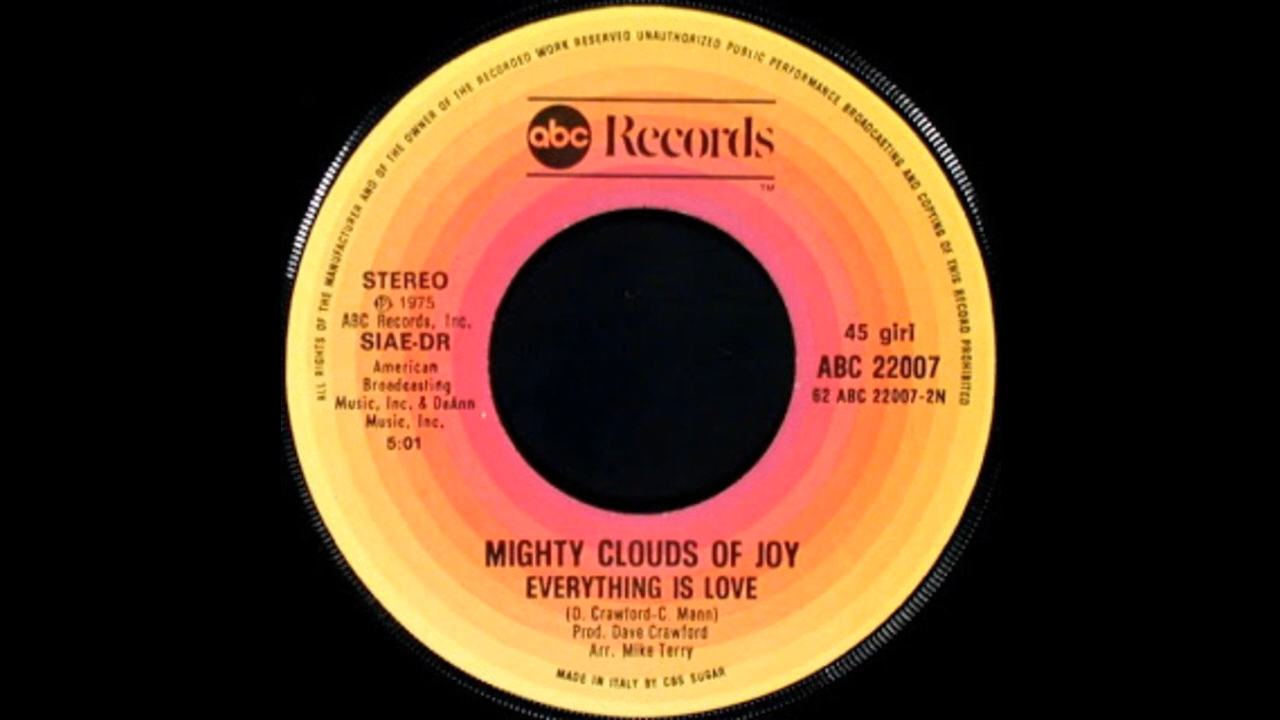 ALL RIGHTS OF THE MANUFACTURER AND OF THE OWNER OF THE RECORDED WORK RESERVED UNAUTHORIZED PUBLIC PERFORMANCE BROADCASTING AND COPYING OF THIS RECORD PROHIBITED
abc Records
TM
STEREO
℗ 1975
ABC Records, Inc.
SIAE-DR
American
Broadcasting
Music, Inc. & DaAnn
Music, Inc.
5:01
45 giri
ABC 22007
62 ABC 22007-2N
MIGHTY CLOUDS OF JOY
EVERYTHING IS LOVE
(D. Crawford-C. Mann)
Prod. Dave Crawford
Arr. Mike Terry
MADE IN ITALY BY CBS SUGAR